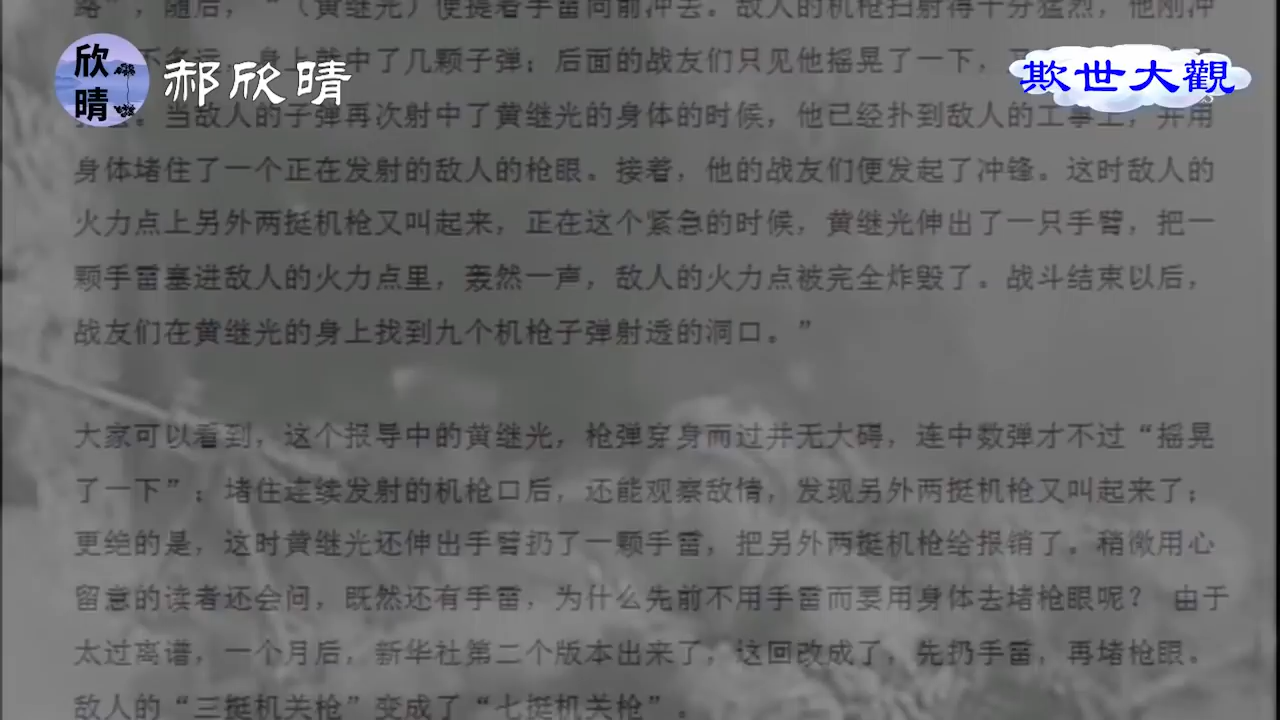 路”，随后，“（黄继光）便提着手雷向前冲去。敌人的机枪扫射得十分猛烈，他刚冲
身上就中了几颗子弹；后面的战友们只见他摇晃了一下，
欣晴
郝欣晴
欺世大觀
当敌人的子弹再次射中了黄继光的身体的时候，他已经扑到敌人的工事上，并用
身体堵住了一个正在发射的敌人的枪眼。接着，他的战友们便发起了冲锋。这时敌人的
火力点上另外两挺机枪又叫起来，正在这个紧急的时候，黄继光伸出了一只手臂，把一
颗手雷塞进敌人的火力点里，轰然一声，敌人的火力点被完全炸毁了。战斗结束以后，
战友们在黄继光的身上找到九个机枪子弹射透的洞口。”
大家可以看到，这个报导中的黄继光，枪弹穿身而过并无大碍，连中数弹才不过“摇晃
了一下”；堵住连续发射的机枪口后，还能观察敌情，发现另外两挺机枪又叫起来了；
更绝的是，这时黄继光还伸出手臂扔了一颗手雷，把另外两挺机枪给报销了。稍微用心
留意的读者还会问，既然还有手雷，为什么先前不用手雷而要用身体去堵枪眼呢？ 由于
太过离谱，一个月后，新华社第二个版本出来了，这回改成了，先扔手雷，再堵枪眼。
敌人的“三挺机关枪”变成了“七挺机关枪”。